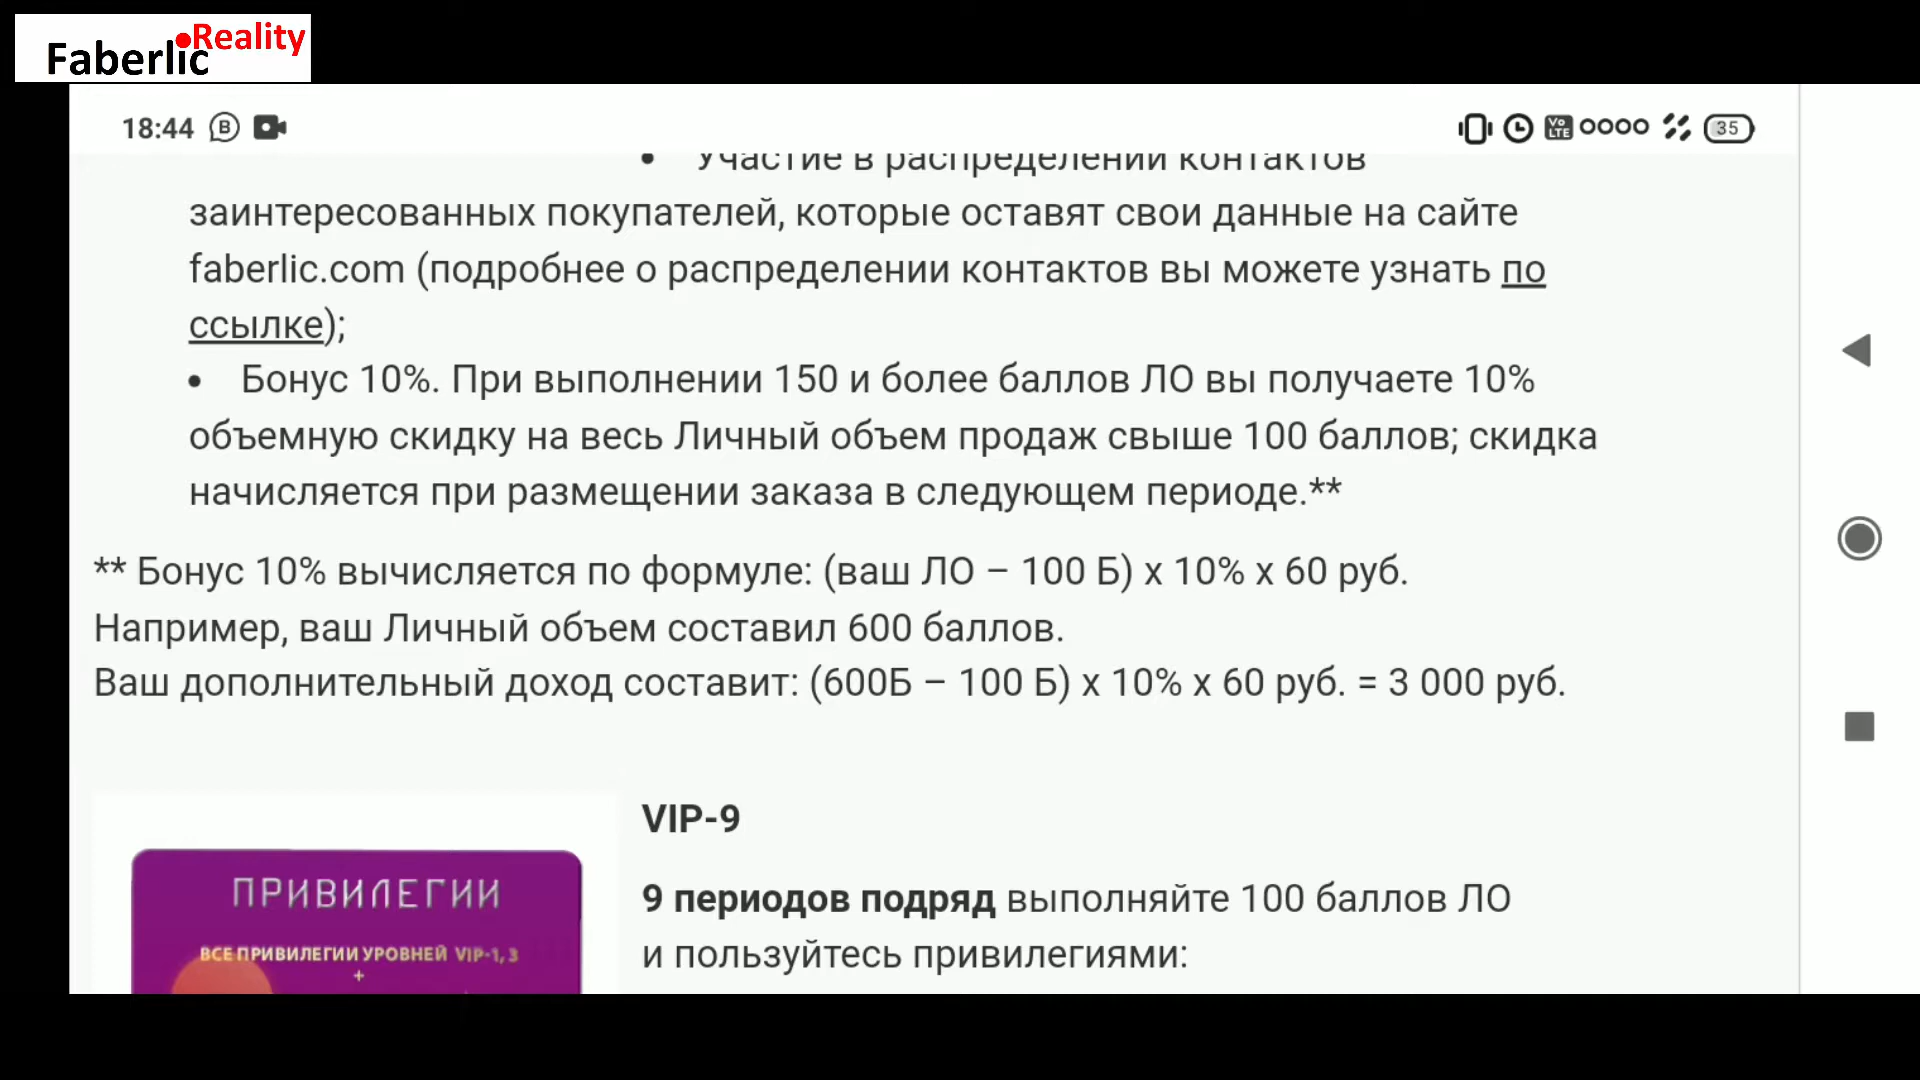 Faberlic
Reality
18:44
B
Vo LTE
35
• Участие в распределении контактов
заинтересованных покупателей, которые оставят свои данные на сайте
faberlic.com (подробнее о распределении контактов вы можете узнать по
ссылке);
• Бонус 10%. При выполнении 150 и более баллов ЛО вы получаете 10%
объемную скидку на весь Личный объем продаж свыше 100 баллов; скидка
начисляется при размещении заказа в следующем периоде.**
** Бонус 10% вычисляется по формуле: (ваш ЛО – 100 Б) х 10% х 60 руб.
Например, ваш Личный объем составил 600 баллов.
Ваш дополнительный доход составит: (600Б – 100 Б) х 10% х 60 руб. = 3 000 руб.
VIP-9
9 периодов подряд выполняйте 100 баллов ЛО
и пользуйтесь привилегиями:
ПРИВИЛЕГИИ
ВСЕ ПРИВИЛЕГИИ УРОВНЕЙ VIP-1, 3
+